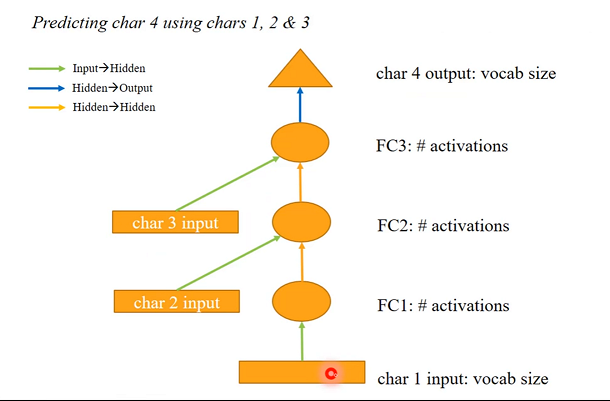 Predicting char 4 using chars 1, 2 & 3
Input→Hidden
Hidden→Output
Hidden→Hidden
char 4 output: vocab size
FC3: # activations
char 3 input
FC2: # activations
char 2 input
FC1: # activations
char 1 input: vocab size